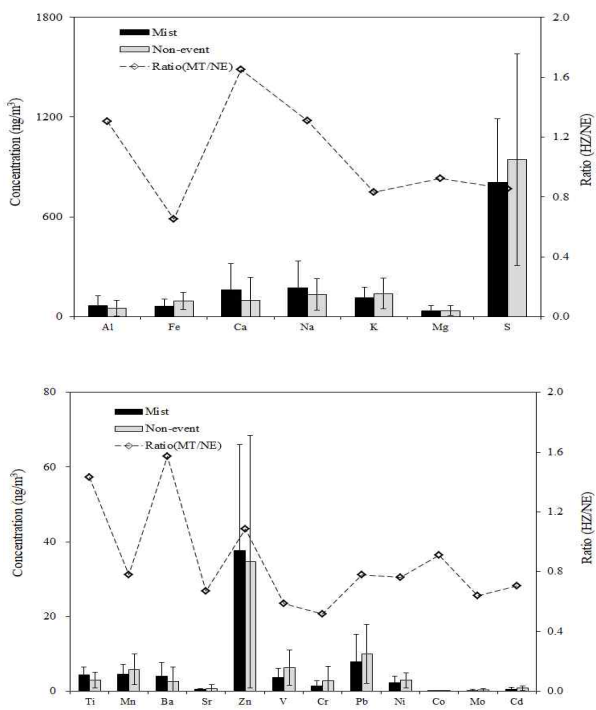 1800
2.0
Mist
Non-event
Ratio(MT/NE)
1.6
1200
1.2
Concentration (ng/m³)
Ratio (HZ/NE)
0.8
600
0.4
0
0.0
Al Fe Ca Na K Mg S
80
2.0
Mist
Non-event
Ratio(MT/NE)
1.6
60
1.2
Concentration (ng/m³)
Ratio (HZ/NE)
40
0.8
20
0.4
0
0.0
Ti Mn Ba Sr Zn V Cr Pb Ni Co Mo Cd